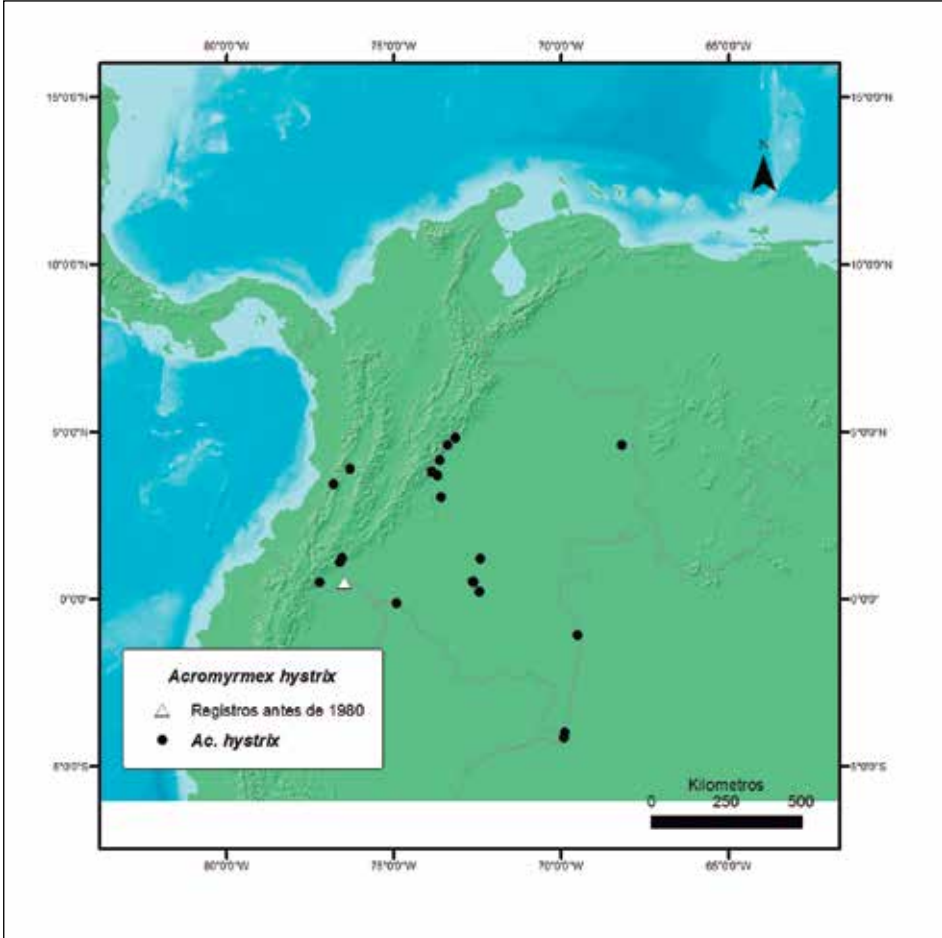 80°0'0"W 75°0'0"W 70°0'0"W 65°0'0"W
15°0'0"N 15°0'0"N
N
10°0'0"N 10°0'0"N
5°0'0"N 5°0'0"N
0°0'0" 0°0'0"
Acromyrmex hystrix
Registros antes de 1980
Ac. hystrix
5°0'0"S 5°0'0"S
Kilometros
0 250 500
80°0'0"W 75°0'0"W 70°0'0"W 65°0'0"W